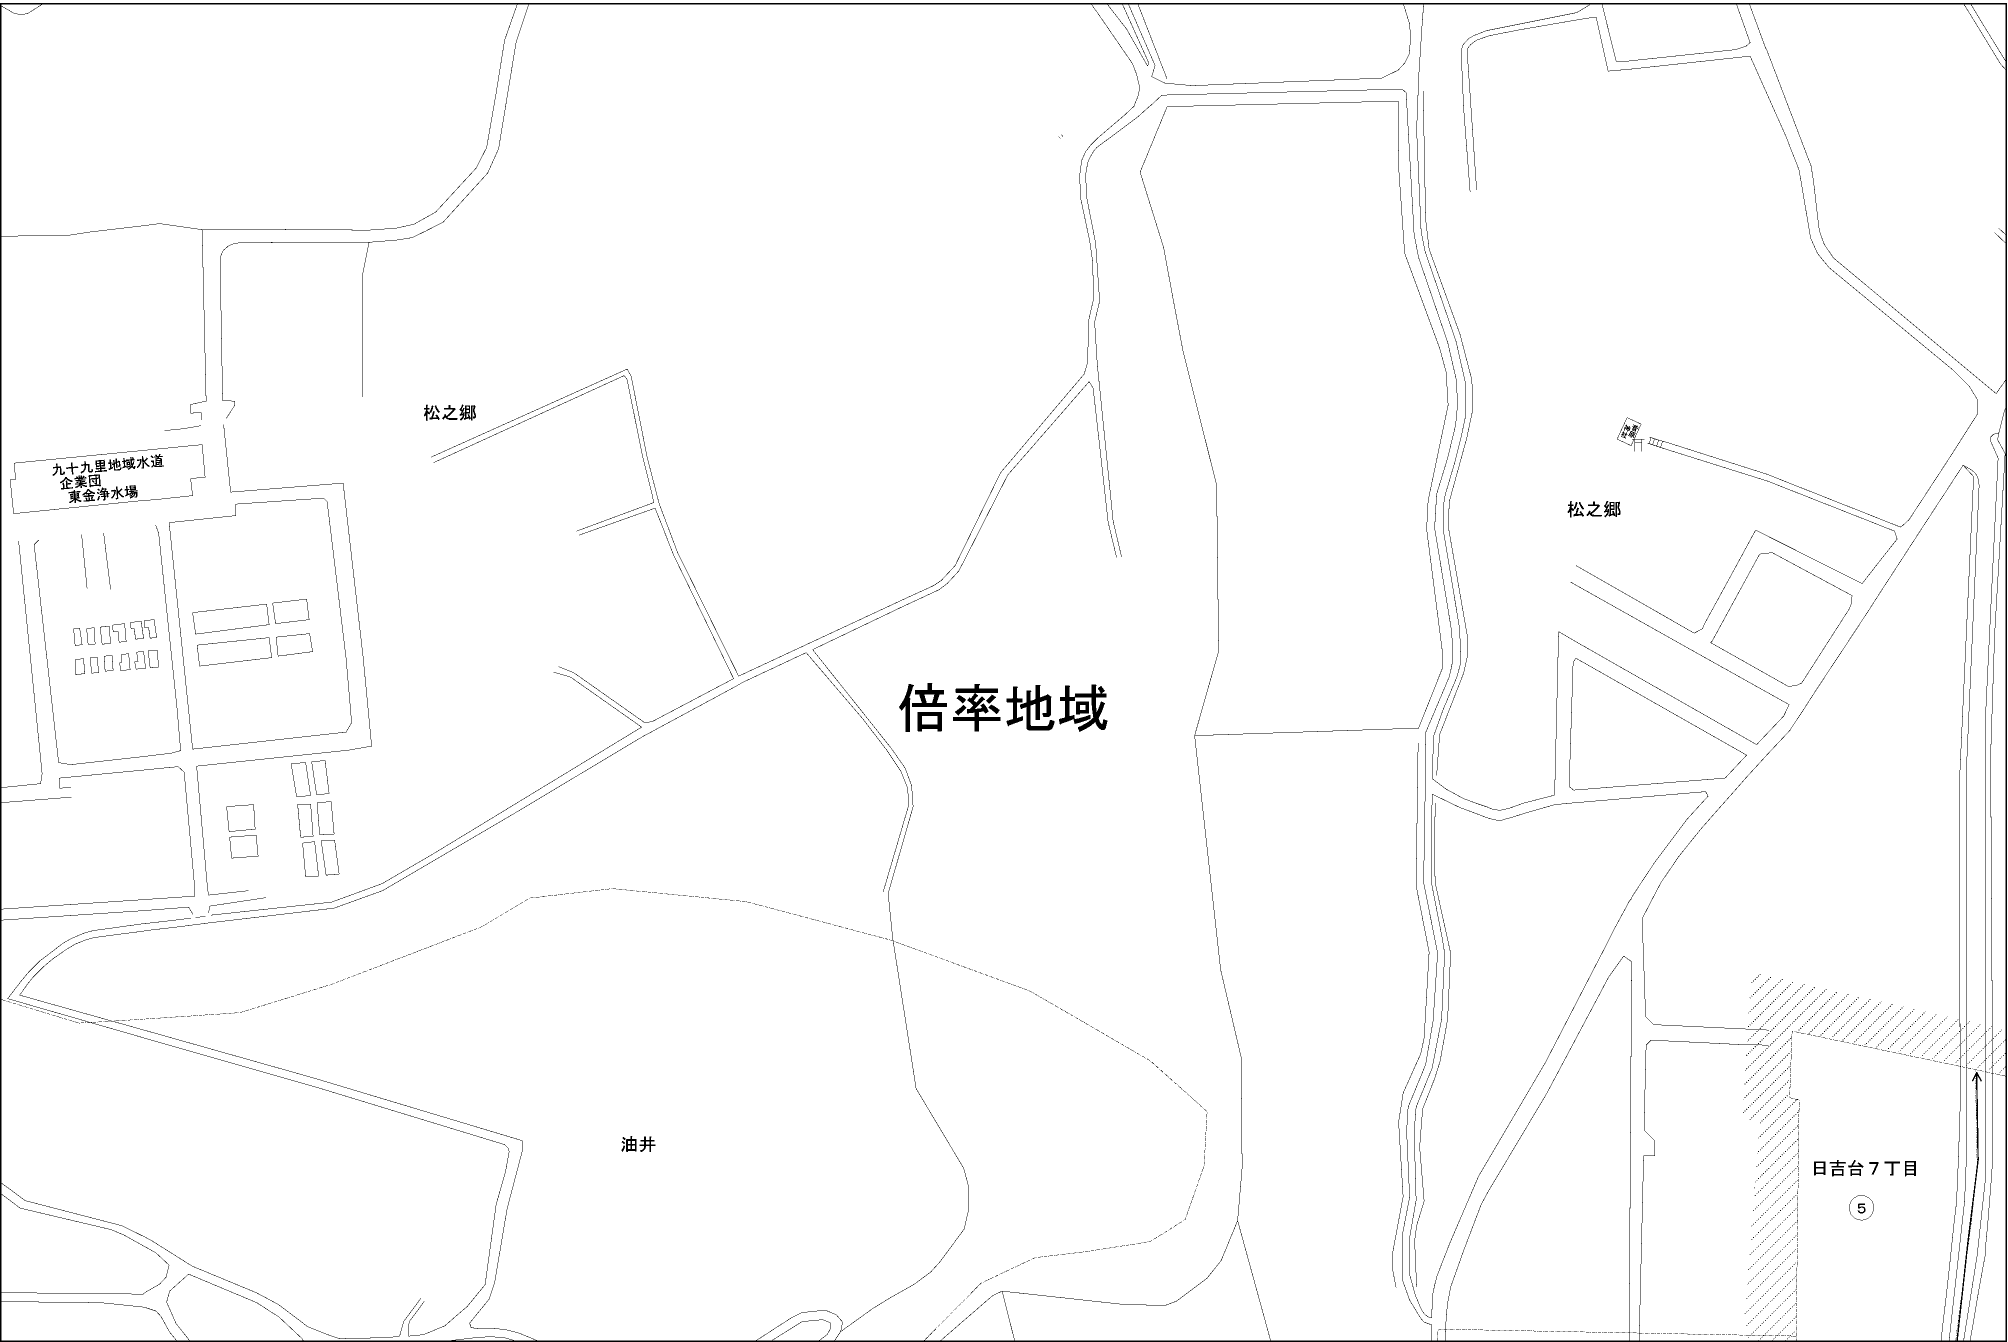 松之郷
九十九里地域水道
企業団
東金浄水場
松之郷
倍率地域
油井
日吉台７丁目
5